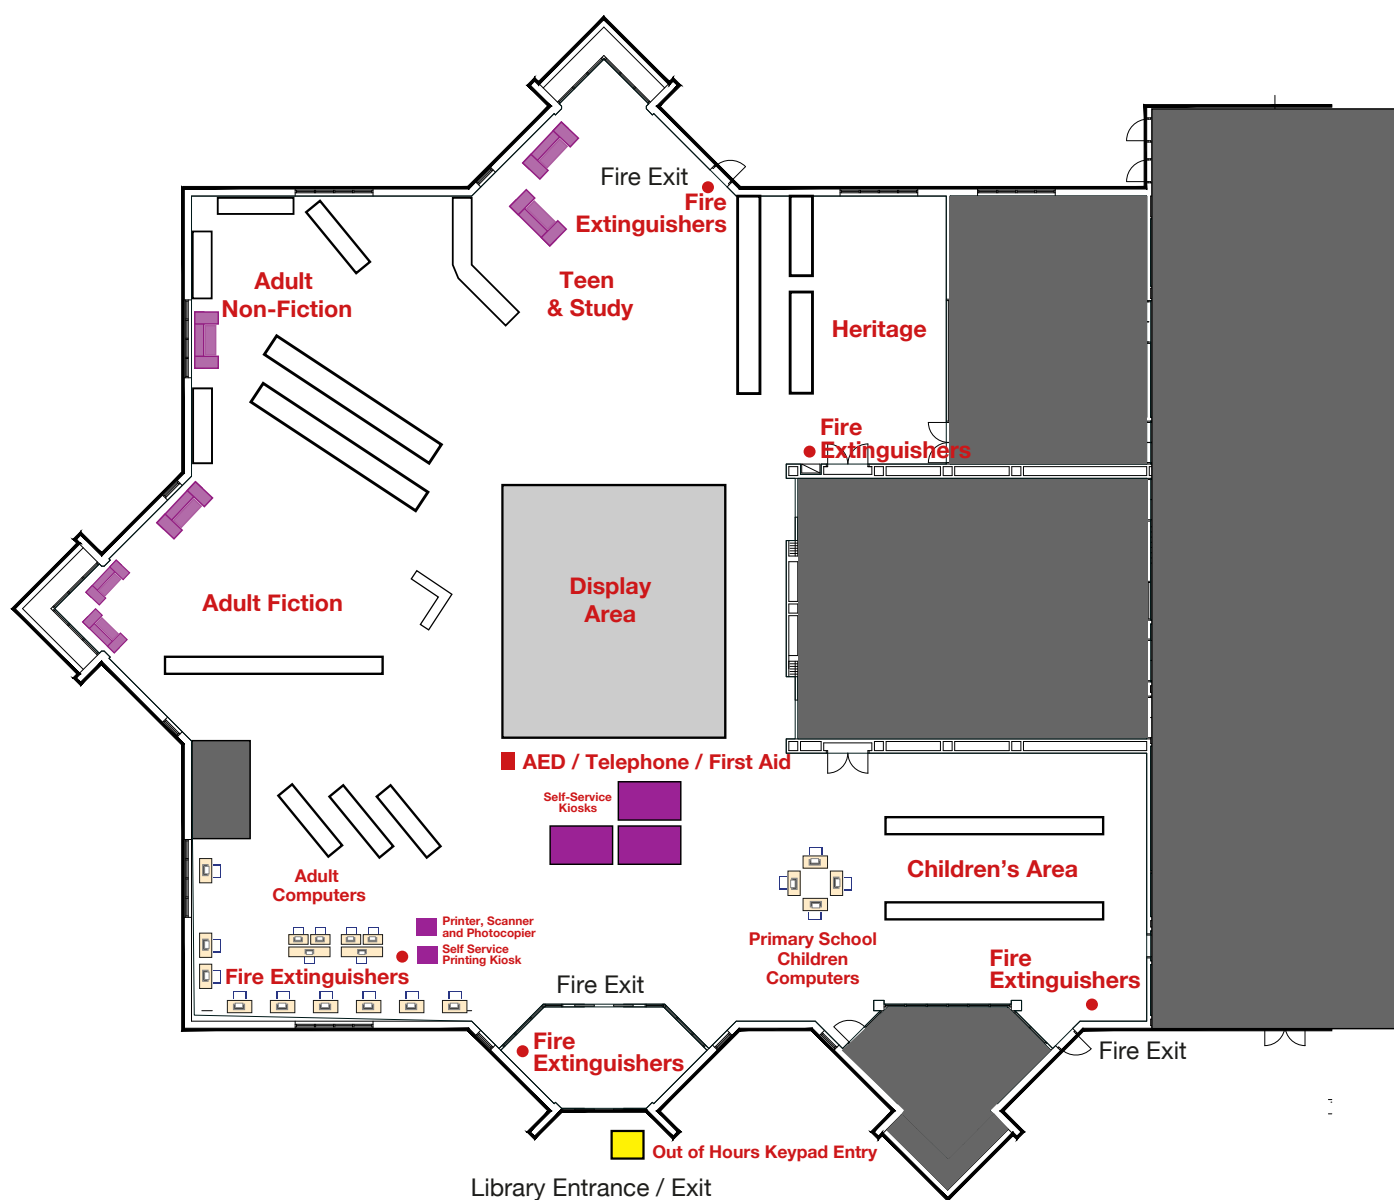 Fire Exit
Fire
Extinguishers
Adult
Non-Fiction
Teen
& Study
Heritage
Fire
Extinguishers
Display
Area
Adult Fiction
AED / Telephone / First Aid
Self-Service
Kiosks
Children's Area
Adult
Computers
Printer, Scanner
and Photocopier
Self Service
Printing Kiosk
Primary School
Children
Computers
Fire Extinguishers
Fire
Extinguishers
Fire Exit
Fire
Extinguishers
Fire Exit
Out of Hours Keypad Entry
Library Entrance / Exit